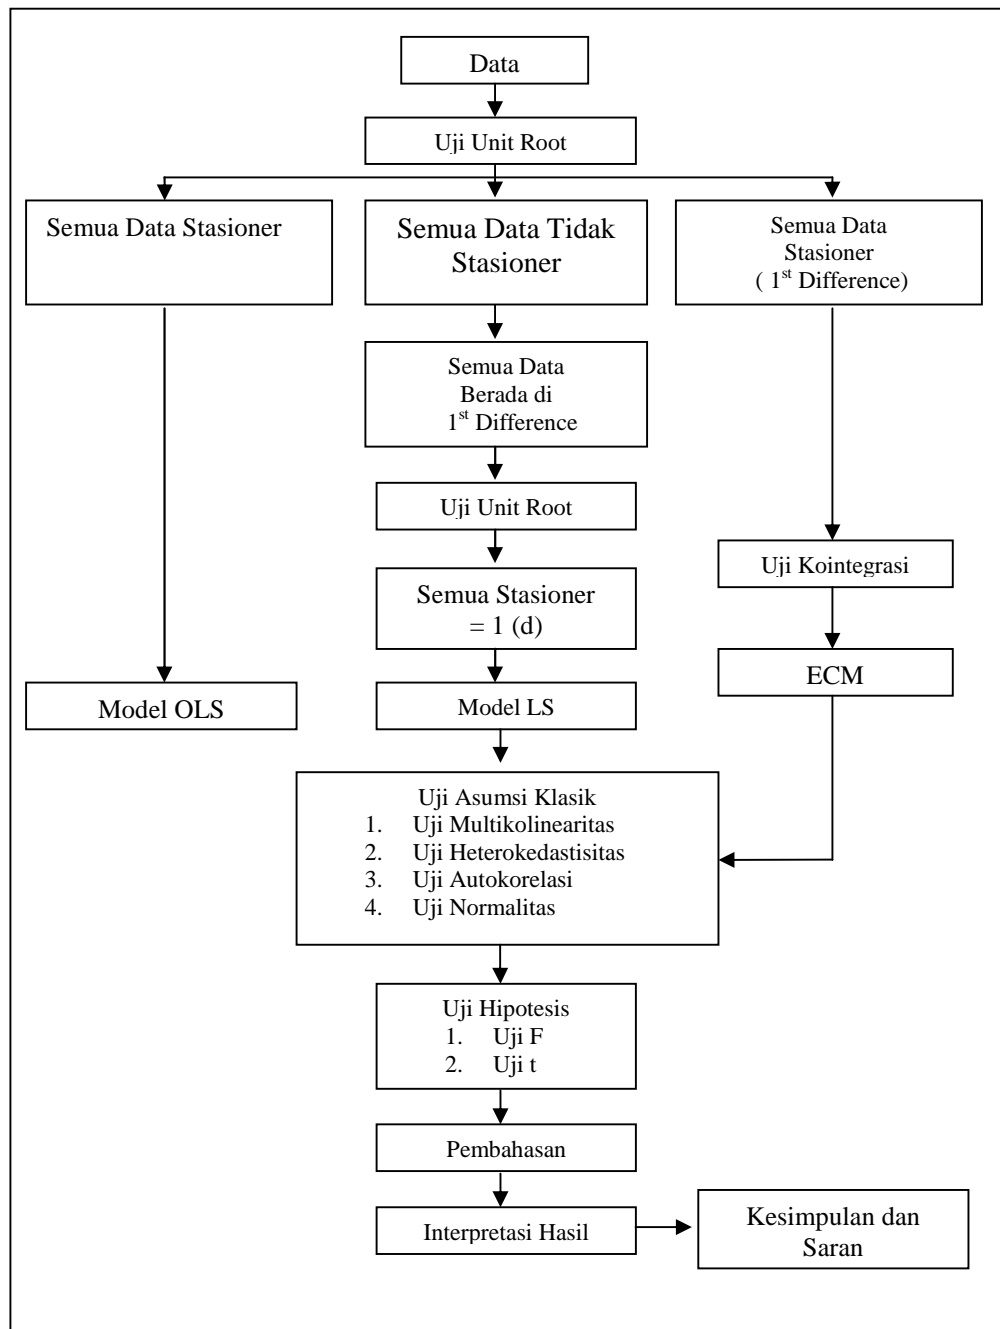 Data
Uji Unit Root
Semua Data Stasioner
Semua Data Tidak
Stasioner
Semua Data
Stasioner
( 1st Difference)
Semua Data
Berada di
1st Difference
Uji Unit Root
Uji Kointegrasi
Semua Stasioner
= 1 (d)
ECM
Model OLS
Model LS
Uji Asumsi Klasik
1. Uji Multikolinearitas
2. Uji Heterokedastisitas
3. Uji Autokorelasi
4. Uji Normalitas
Uji Hipotesis
1. Uji F
2. Uji t
Pembahasan
Interpretasi Hasil
Kesimpulan dan
Saran